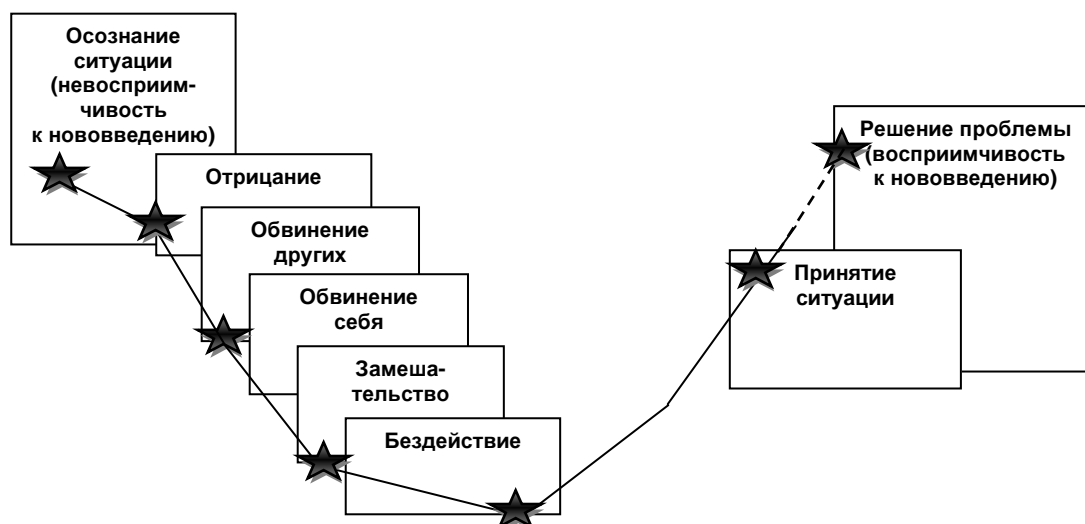 Осознание
ситуации
(невосприим-
чивость
к нововведению)
Отрицание
Обвинение
других
Обвинение
себя
Замеша-
тельство
Бездействие
Решение проблемы
(восприимчивость
к нововведению)
Принятие
ситуации